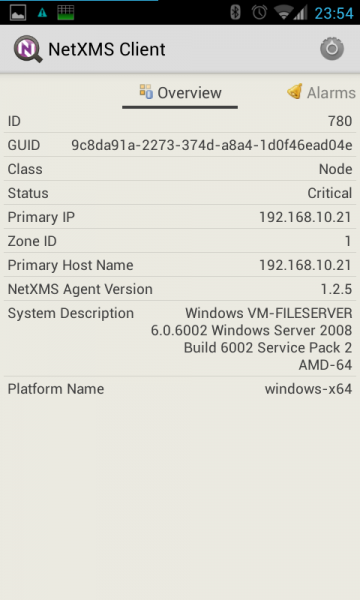 23:54
NetXMS Client
Overview
Alarms
ID 780
GUID 9c8da91a-2273-374d-a8a4-1d0f46ead04e
Class Node
Status Critical
Primary IP 192.168.10.21
Zone ID 1
Primary Host Name 192.168.10.21
NetXMS Agent Version 1.2.5
System Description Windows VM-FILESERVER
6.0.6002 Windows Server 2008
Build 6002 Service Pack 2
AMD-64
Platform Name windows-x64